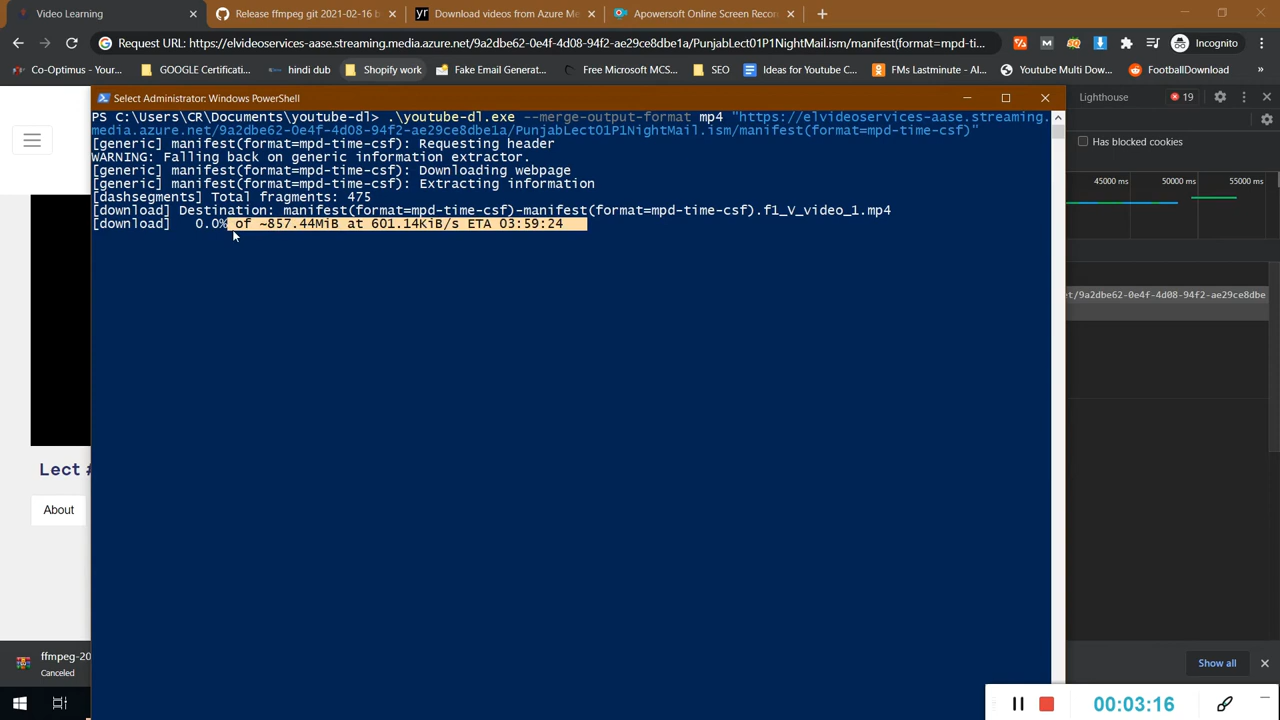 Video Learning
Release ffmpeg git 2021-02-16 b
Download videos from Azure Me
Apowersoft Online Screen Recor
Request URL: https://elvideoservices-aase.streaming.media.azure.net/9a2dbe62-0e4f-4d08-94f2-ae29ce8dbe1a/PunjabLect01P1NightMail.ism/manifest(format=mpd-ti...
Incognito
Co-Optimus - Your...
GOOGLE Certificati...
hindi dub
Shopify work
Fake Email Generat...
Free Microsoft MCS...
SEO
Ideas for Youtube C...
FMs Lastminute - Al...
Youtube Multi Dow...
FootballDownload
»
Select Administrator: Windows PowerShell
Lighthouse
19
PS C:\Users\CR\Documents\youtube-dl> .\youtube-dl.exe --merge-output-format mp4 "https://elvideoservices-aase.streaming.
media.azure.net/9a2dbe62-0e4f-4d08-94f2-ae29ce8dbe1a/PunjabLect01P1NightMail.ism/manifest(format=mpd-time-csf)"
[generic] manifest(format=mpd-time-csf): Requesting header
WARNING: Falling back on generic information extractor.
[generic] manifest(format=mpd-time-csf): Downloading webpage
[generic] manifest(format=mpd-time-csf): Extracting information
[dashsegments] Total fragments: 475
[download] Destination: manifest(format=mpd-time-csf)-manifest(format=mpd-time-csf).f1_V_video_1.mp4
[download]   0.0% of ~857.44MiB at 601.14KiB/s ETA 03:59:24
Has blocked cookies
45000 ms
50000 ms
55000 ms
et/9a2dbe62-0e4f-4d08-94f2-ae29ce8dbe
Lect #
About
ffmpeg-20
Canceled
Show all
00:03:16